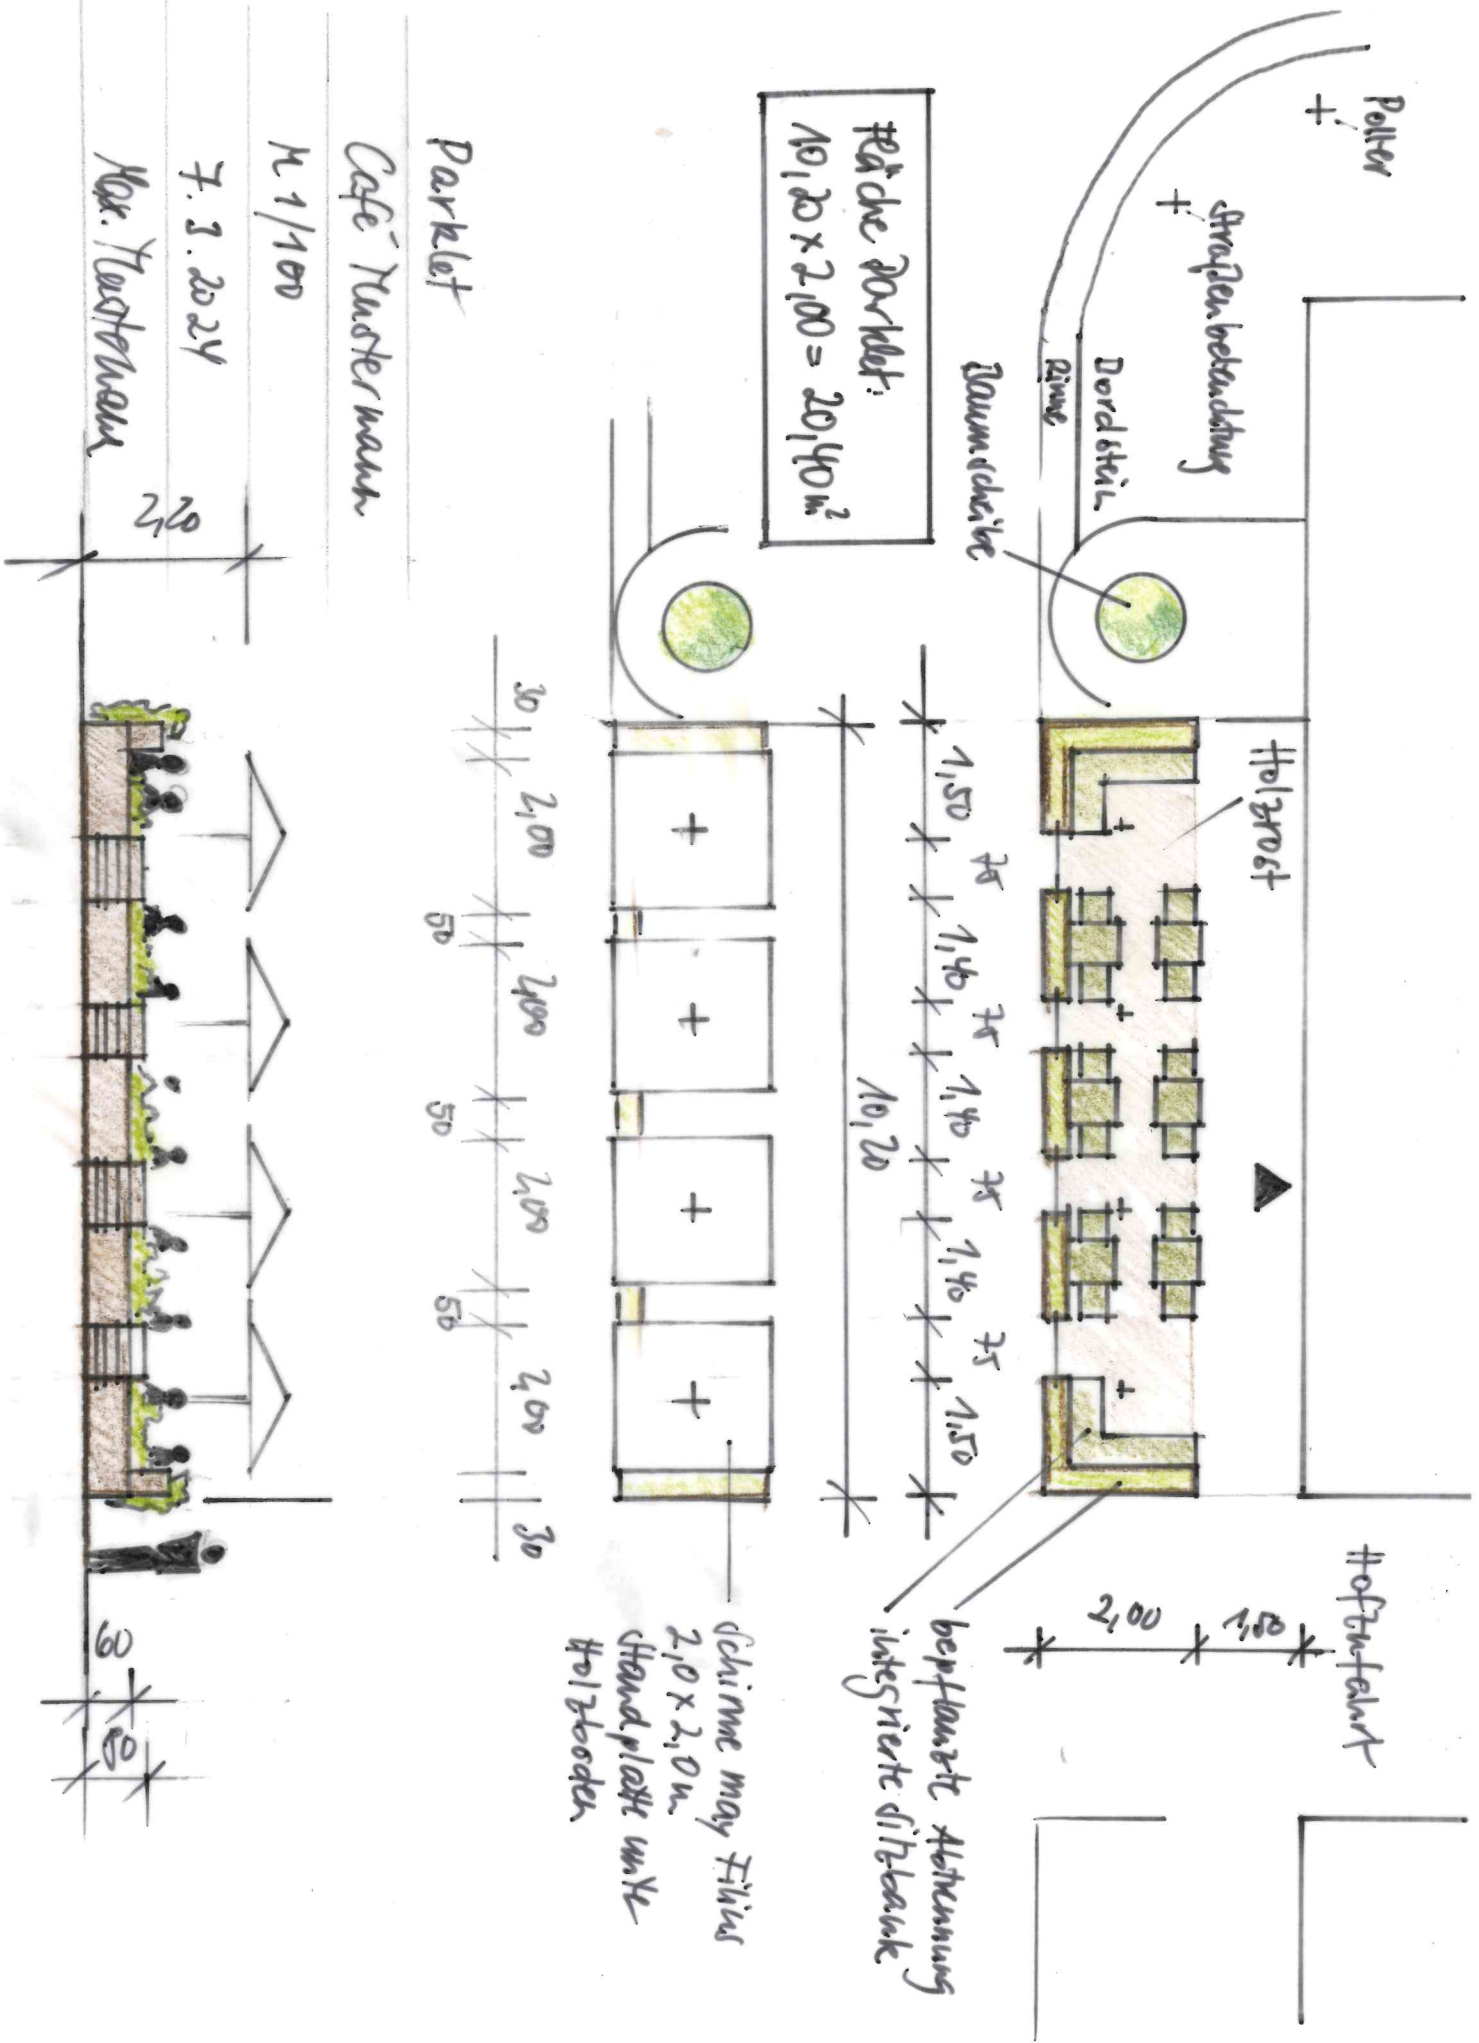 Poller
Straßenbeleuchtung
Bordstein
Rinne
Baumscheibe
Holzrost
Hofzufahrt
2,00
1,50
bepflanzte Abtrennung
integrierte Sitzbank
1,50
75
1,40
75
1,40
75
1,40
75
1,50
10,20
Fläche Parklet:
10,20 x 2,00 = 20,40 m²
Schirme may Filius
2,0 x 2,0 m
Standplatte unter
Holzboden
30
2,00
50
2,00
50
2,00
50
2,00
30
Parklet
Café Mustermann
M 1/100
7.3.2024
Max. Mustermann
2,20
60
80